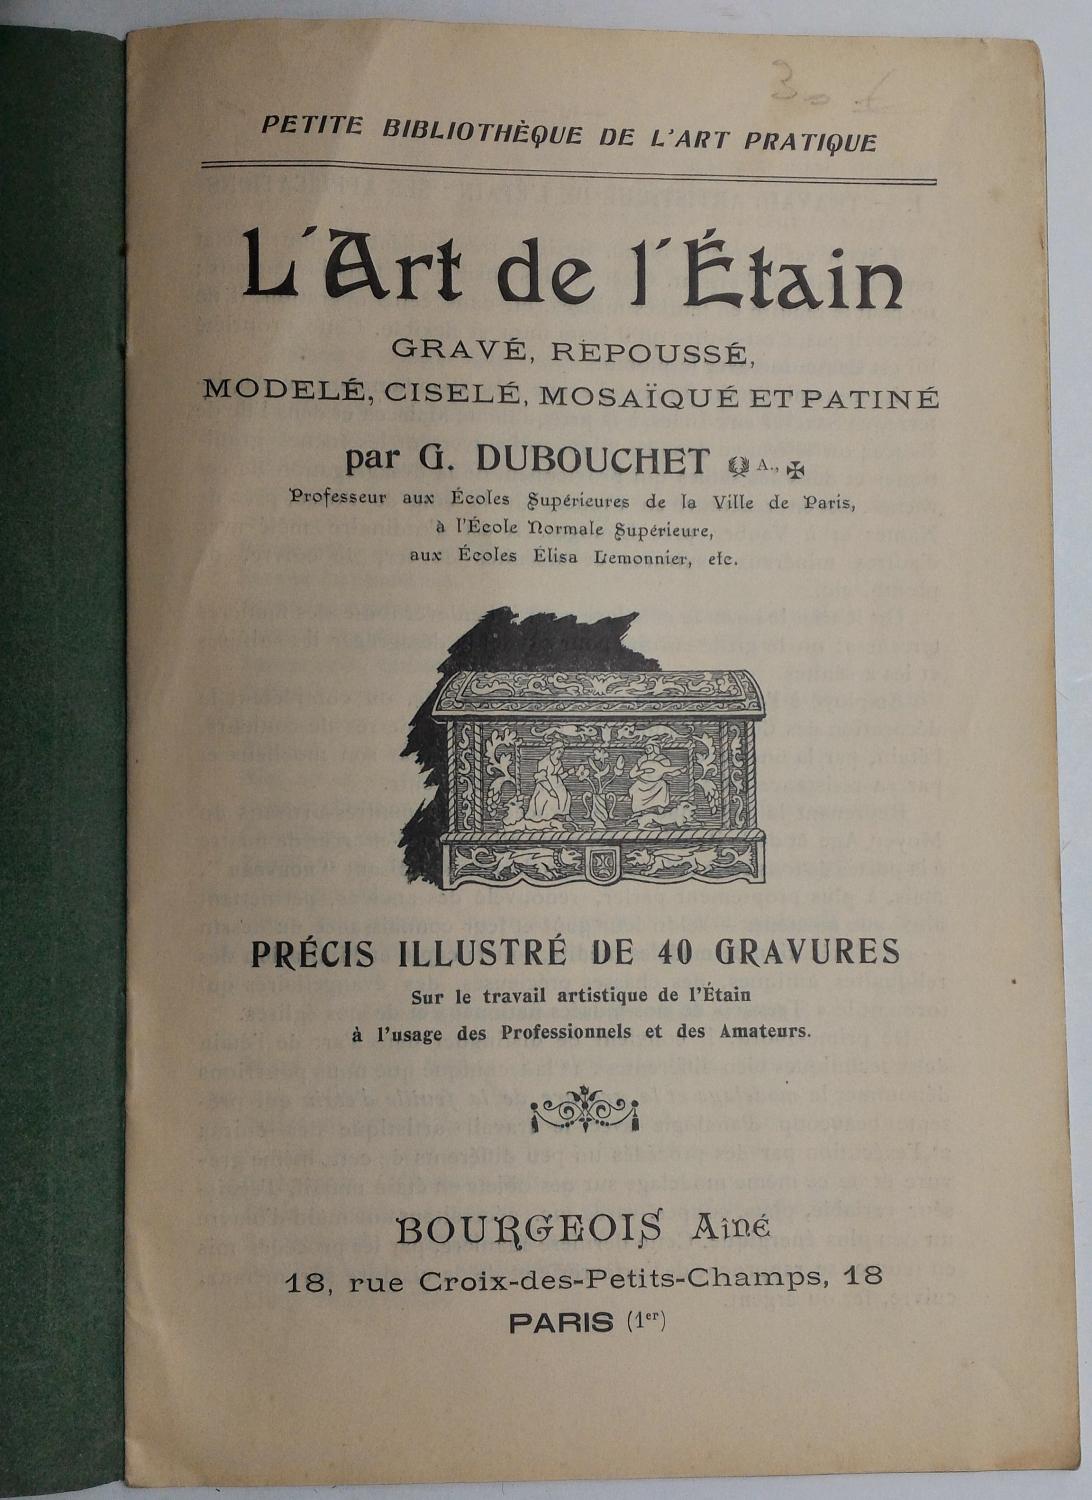 PETITE BIBLIOTHÈQUE DE L'ART PRATIQUE
L'Art de l'Étain
GRAVÉ, REPOUSSÉ,
MODELÉ, CISELÉ, MOSAÏQUÉ ET PATINÉ
par G. DUBOUCHET A.,
Professeur aux Écoles Supérieures de la Ville de Paris,
à l'École Normale Supérieure,
aux Écoles Élisa Lemonnier, etc.
PRÉCIS ILLUSTRÉ DE 40 GRAVURES
Sur le travail artistique de l'Étain
à l'usage des Professionnels et des Amateurs.
BOURGEOIS Aîné
18, rue Croix-des-Petits-Champs, 18
PARIS (1er)